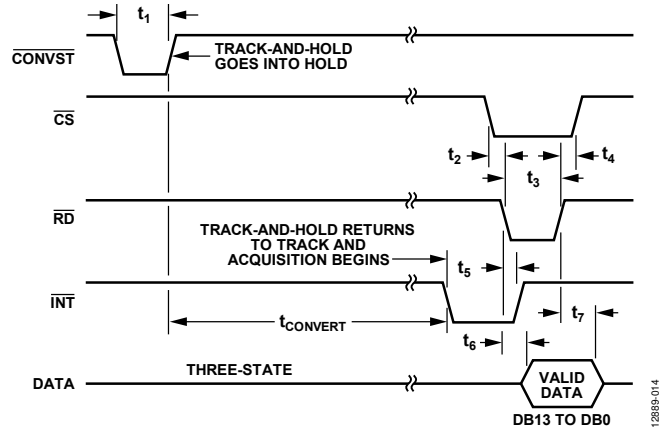 t1
CONVST
TRACK-AND-HOLD
GOES INTO HOLD
CS
t2
t3
t4
RD
TRACK-AND-HOLD RETURNS
TO TRACK AND
ACQUISITION BEGINS
t5
INT
tCONVERT
t6
t7
DATA
THREE-STATE
VALID
DATA
DB13 TO DB0
12889-014